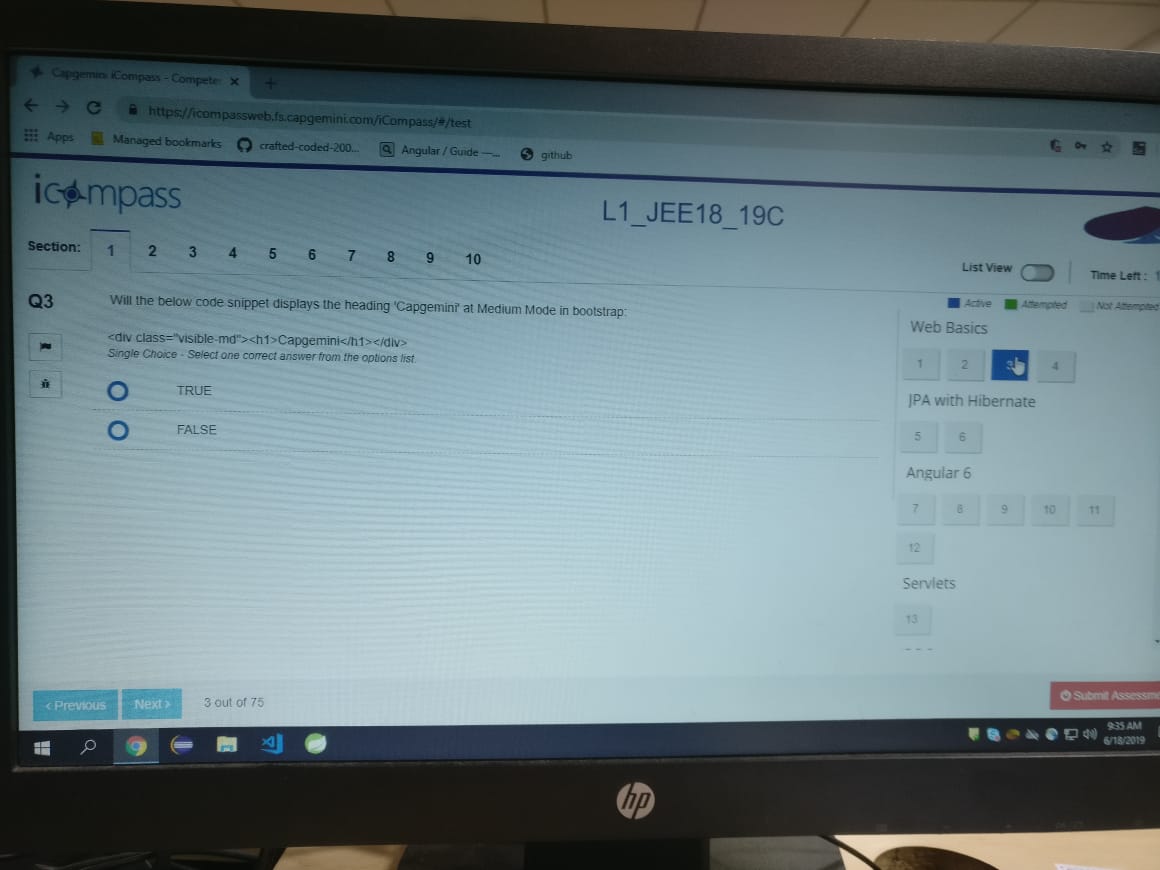 Capgemini iCompass - Competen
https://icompassweb.fs.capgemini.com/iCompass/#/test
Apps Managed bookmarks crafted-coded-200... Angular / Guide —... github
icompass
L1_JEE18_19C
Section: 1 2 3 4 5 6 7 8 9 10
List View Time Left : 1
Active Attempted Not Attempted
Q3 Will the below code snippet displays the heading 'Capgemini' at Medium Mode in bootstrap:
<div class="visible-md"><h1>Capgemini</h1></div>
Single Choice - Select one correct answer from the options list.
TRUE
FALSE
Web Basics
1 2 3 4
JPA with Hibernate
5 6
Angular 6
7 8 9 10 11
12
Servlets
13
‹ Previous Next › 3 out of 75
Submit Assessme
9:35 AM
6/18/2019
hp